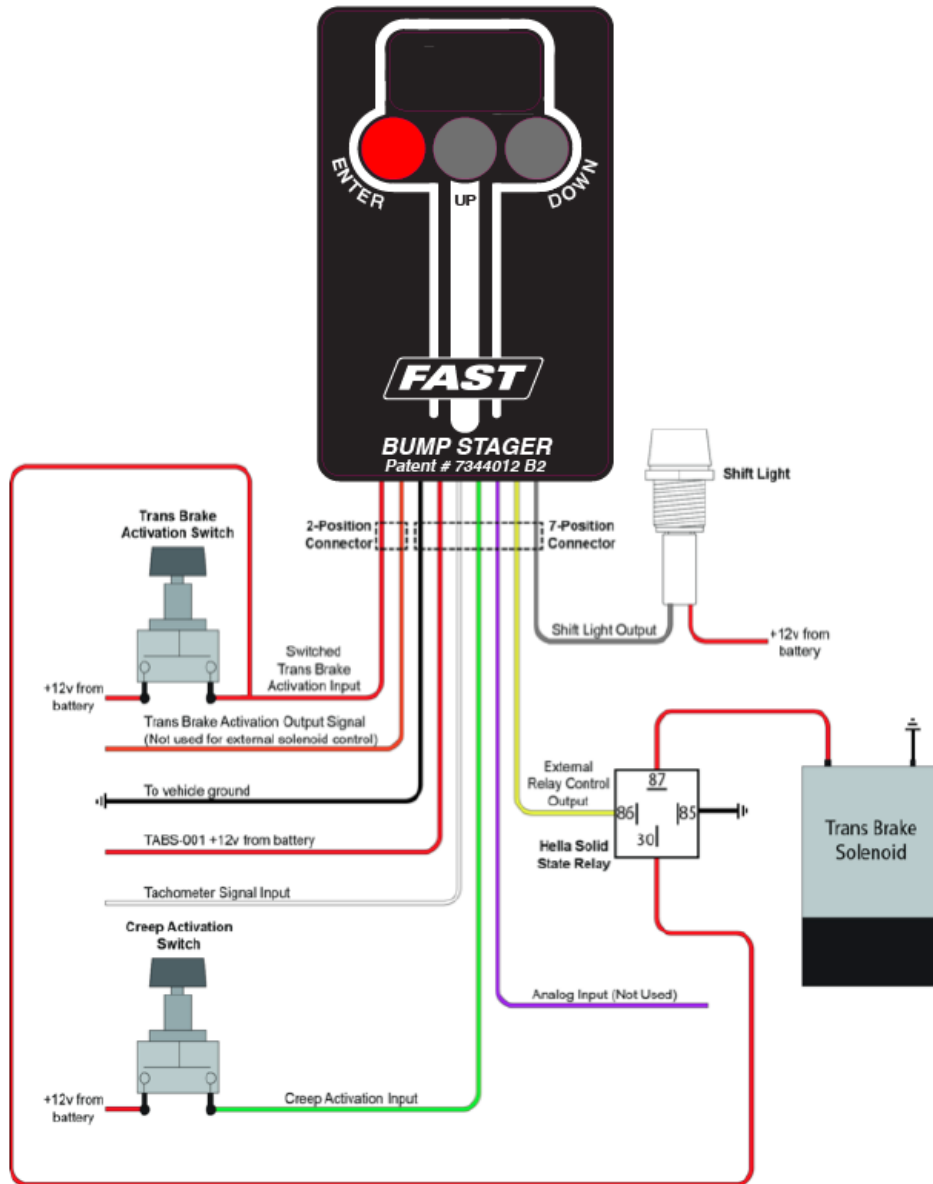 ENTER
UP
DOWN
FAST
BUMP STAGER
Patent # 7344012 B2
Shift Light
Trans Brake
Activation Switch
2-Position
Connector
7-Position
Connector
Shift Light Output
+12v from
battery
Switched
Trans Brake
Activation Input
+12v from
battery
Trans Brake Activation Output Signal
(Not used for external solenoid control)
External
Relay Control
Output
87
86
85
30
Hella Solid
State Relay
Trans Brake
Solenoid
To vehicle ground
TABS-001 +12v from battery
Tachometer Signal Input
Creep Activation
Switch
Analog Input (Not Used)
+12v from
battery
Creep Activation Input